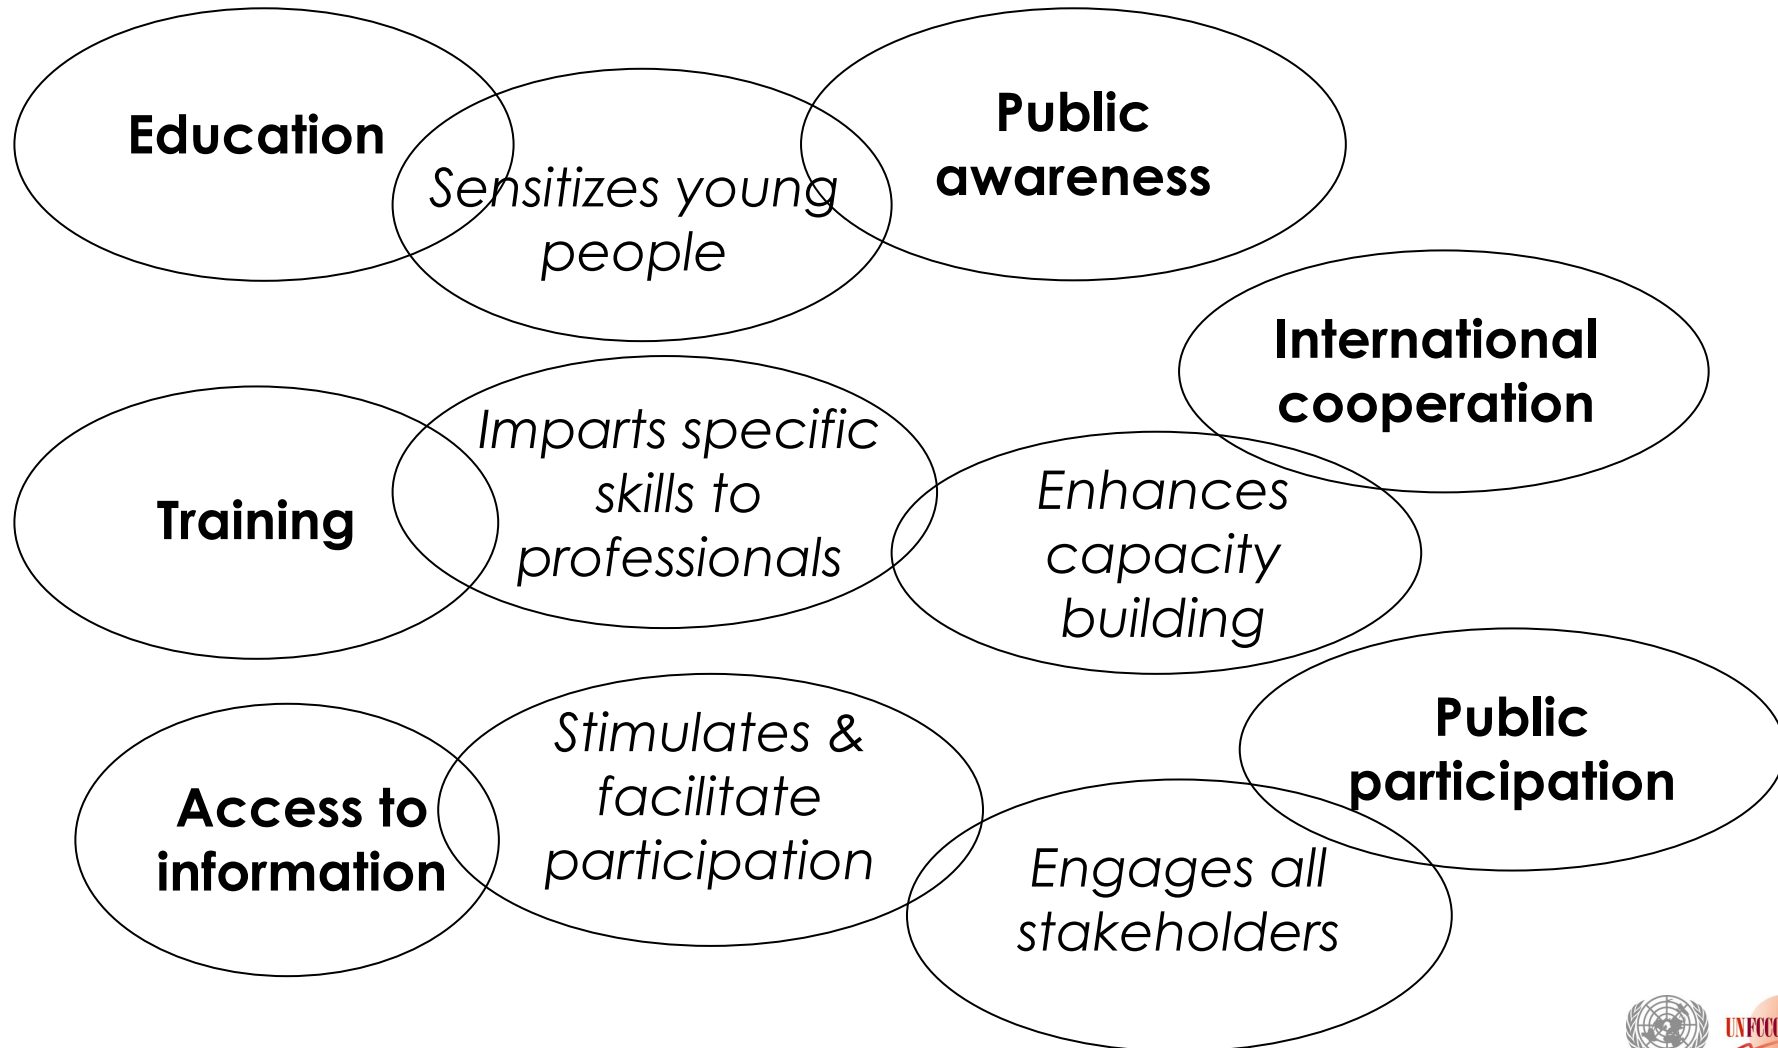 Education
Sensitizes young
people
Public
awareness
International
cooperation
Training
Imparts specific
skills to
professionals
Enhances
capacity
building
Access to
information
Stimulates &
facilitate
participation
Public
participation
Engages all
stakeholders
UNFCCC